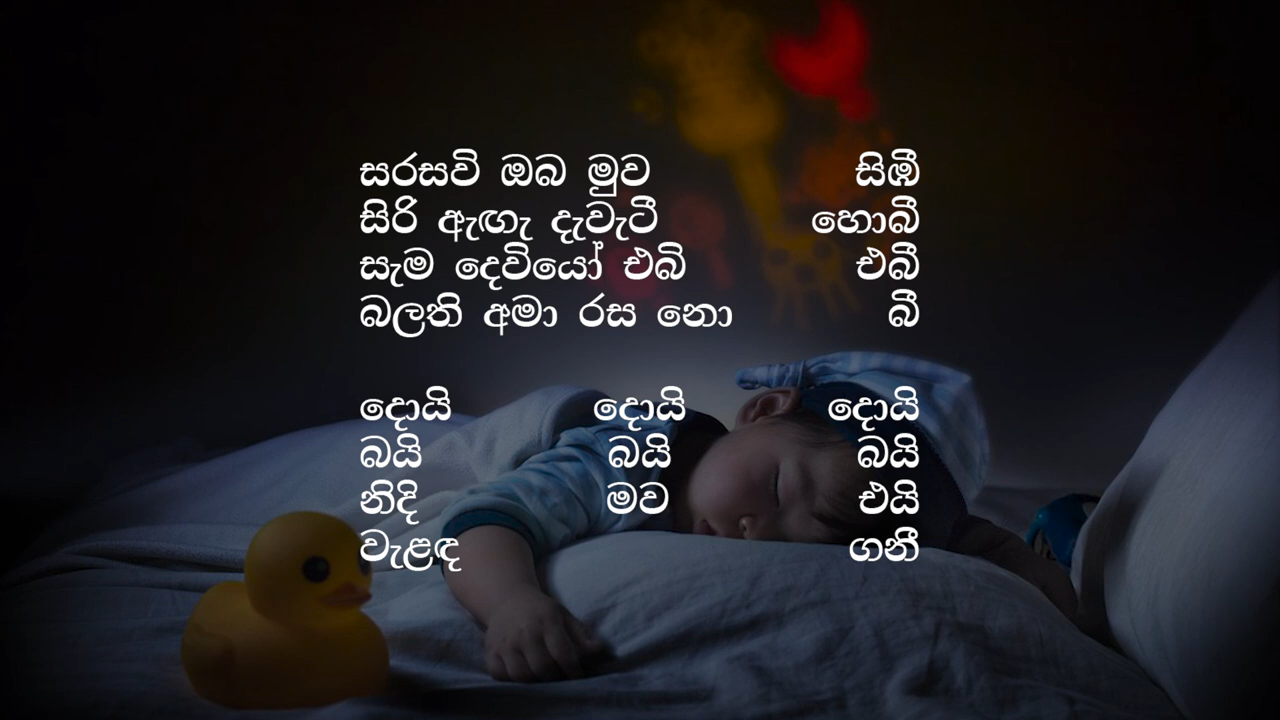 සරසවි ඔබ මුව සිඹී
සිරි ඇඟැ දැවැටී හොබී
සැම දෙවියෝ එබි එබී
බලති අමා රස නො බී
දොයි දොයි දොයි
බයි බයි බයි
නිදි මව එයි
වැළඳ ගනී